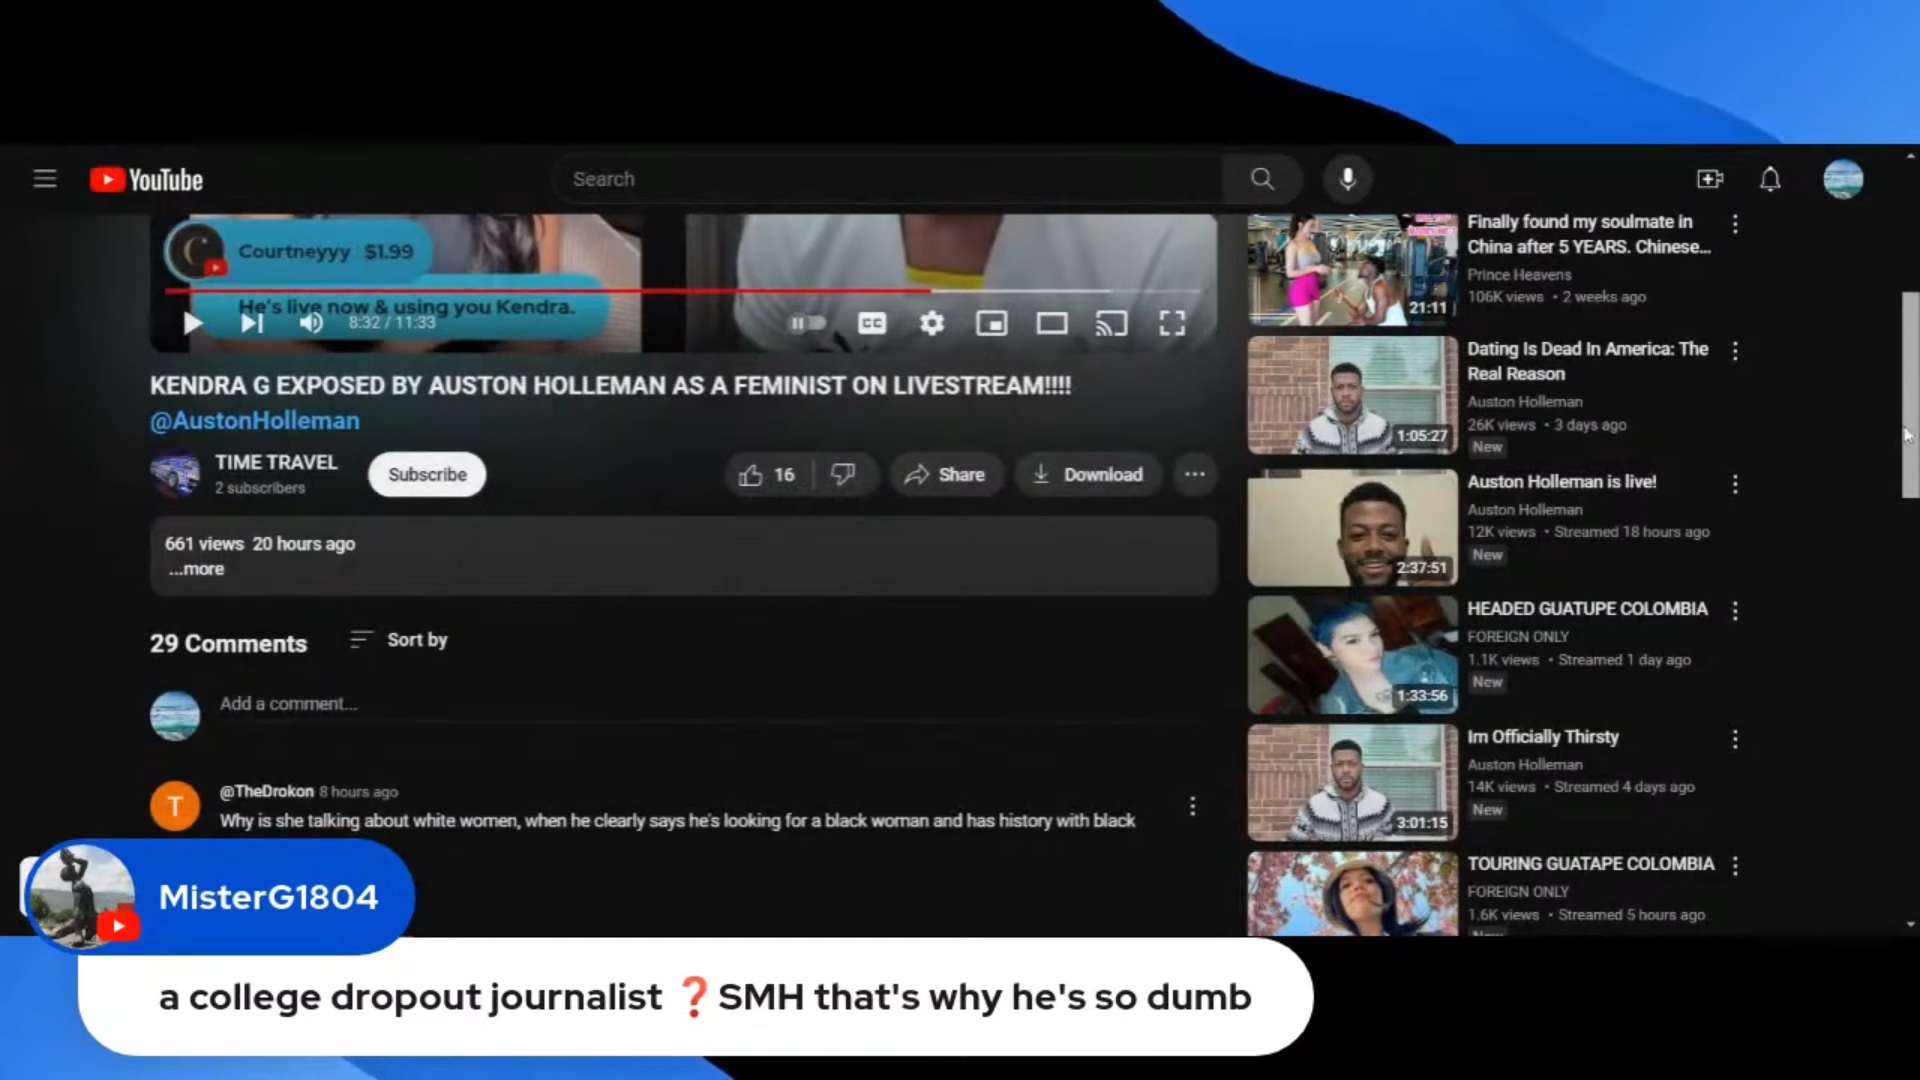 YouTube
Search
Courtneyyy $1.99
He's live now & using you Kendra.
8:32 / 11:33
CC
KENDRA G EXPOSED BY AUSTON HOLLEMAN AS A FEMINIST ON LIVESTREAM!!!!
@AustonHolleman
TIME TRAVEL
2 subscribers
Subscribe
16
Share
Download
661 views 20 hours ago
...more
29 Comments
Sort by
Add a comment...
T
@TheDrokon 8 hours ago
Why is she talking about white women, when he clearly says he's looking for a black woman and has history with black
Finally found my soulmate in
China after 5 YEARS. Chinese...
Prince Heavens
106K views • 2 weeks ago
21:11
Dating Is Dead In America: The
Real Reason
Auston Holleman
26K views • 3 days ago
New
1:05:27
Auston Holleman is live!
Auston Holleman
12K views • Streamed 18 hours ago
New
2:37:51
HEADED GUATUPE COLOMBIA
FOREIGN ONLY
1.1K views • Streamed 1 day ago
New
1:33:56
Im Officially Thirsty
Auston Holleman
14K views • Streamed 4 days ago
New
3:01:15
TOURING GUATAPE COLOMBIA
FOREIGN ONLY
1.6K views • Streamed 5 hours ago
MisterG1804
a college dropout journalist ❓SMH that's why he's so dumb